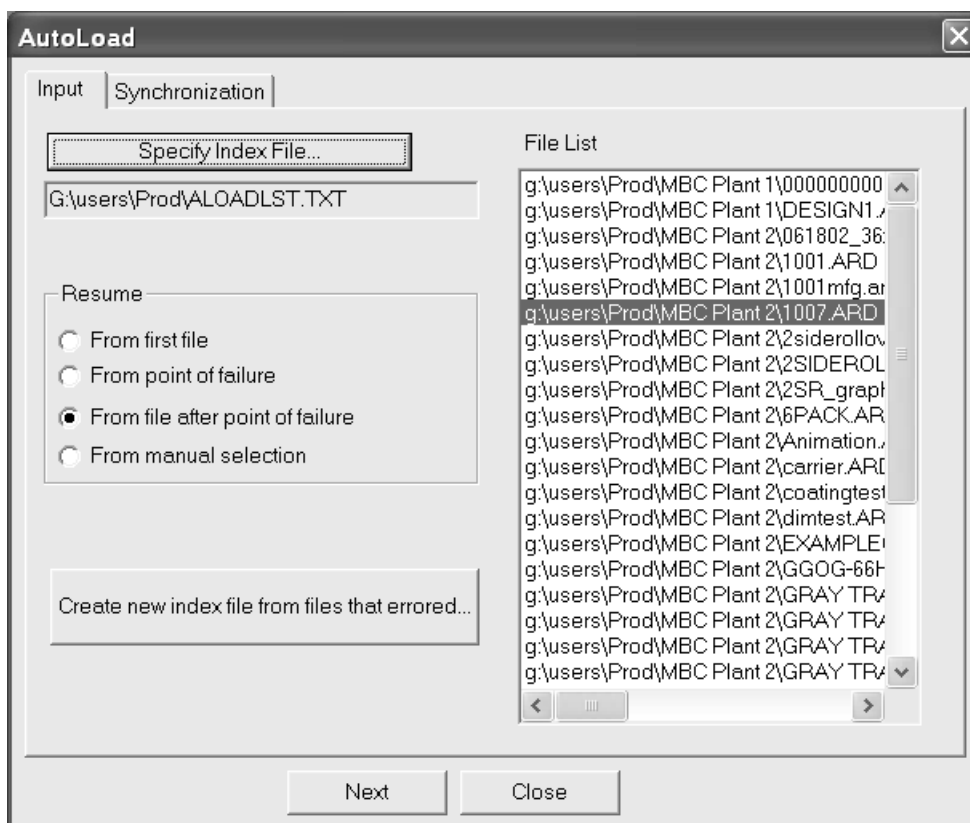 AutoLoad
Input
Synchronization
Specify Index File...
G:\users\Prod\ALOADLST.TXT
Resume
From first file
From point of failure
From file after point of failure
From manual selection
Create new index file from files that errored...
File List
g:\users\Prod\MBC Plant 1\000000000
g:\users\Prod\MBC Plant 1\DESIGN1.
g:\users\Prod\MBC Plant 2\061802_36
g:\users\Prod\MBC Plant 2\1001.ARD
g:\users\Prod\MBC Plant 2\1001mfg.ar
g:\users\Prod\MBC Plant 2\1007.ARD
g:\users\Prod\MBC Plant 2\2siderollov
g:\users\Prod\MBC Plant 2\2SIDEROL
g:\users\Prod\MBC Plant 2\2SR_grap
g:\users\Prod\MBC Plant 2\6PACK.AR
g:\users\Prod\MBC Plant 2\Animation.
g:\users\Prod\MBC Plant 2\carrier.AR
g:\users\Prod\MBC Plant 2\coatingtest
g:\users\Prod\MBC Plant 2\dimtest.AR
g:\users\Prod\MBC Plant 2\EXAMPLE
g:\users\Prod\MBC Plant 2\GGOG-66
g:\users\Prod\MBC Plant 2\GRAY TR
g:\users\Prod\MBC Plant 2\GRAY TR
g:\users\Prod\MBC Plant 2\GRAY TR
g:\users\Prod\MBC Plant 2\GRAY TR
Next
Close